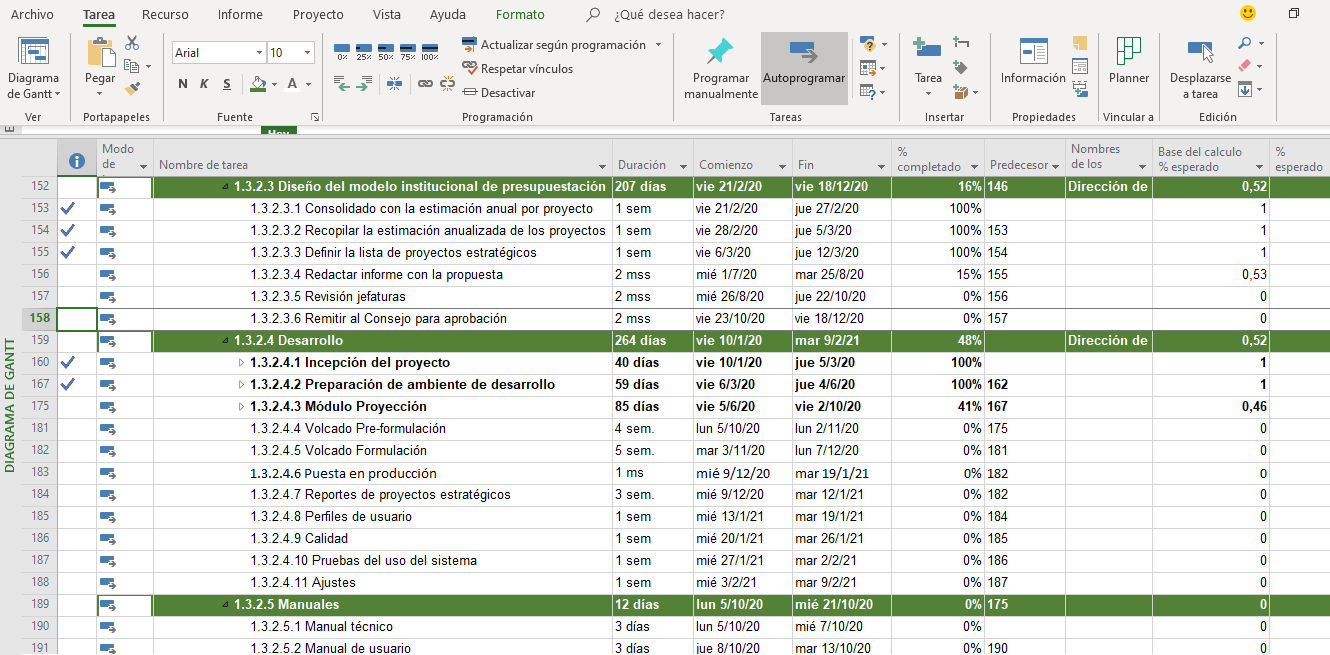 Archivo Tarea Recurso Informe Proyecto Vista Ayuda Formato ¿Qué desea hacer?
Diagrama de Gantt
Ver
Pegar
Portapapeles
Arial 10
N K S A
Fuente
0% 25% 50% 75% 100%
Actualizar según programación
Respetar vínculos
Desactivar
Programación
Programar manualmente
Autoprogramar
Tareas
Tarea
Insertar
Información
Propiedades
Planner
Vincular a
Desplazarse a tarea
Edición
DIAGRAMA DE GANTT
Modo de Nombre de tarea Duración Comienzo Fin % completado Predecesor Nombres de los Base del calculo % esperado % esperado
152 1.3.2.3 Diseño del modelo institucional de presupuestación 207 días vie 21/2/20 vie 18/12/20 16% 146 Dirección de 0,52
153 1.3.2.3.1 Consolidado con la estimación anual por proyecto 1 sem vie 21/2/20 jue 27/2/20 100% 1
154 1.3.2.3.2 Recopilar la estimación anualizada de los proyectos 1 sem vie 28/2/20 jue 5/3/20 100% 153 1
155 1.3.2.3.3 Definir la lista de proyectos estratégicos 1 sem vie 6/3/20 jue 12/3/20 100% 154 1
156 1.3.2.3.4 Redactar informe con la propuesta 2 mss mié 1/7/20 mar 25/8/20 15% 155 0,53
157 1.3.2.3.5 Revisión jefaturas 2 mss mié 26/8/20 jue 22/10/20 0% 156 0
158 1.3.2.3.6 Remitir al Consejo para aprobación 2 mss vie 23/10/20 vie 18/12/20 0% 157 0
159 1.3.2.4 Desarrollo 264 días vie 10/1/20 mar 9/2/21 48% Dirección de 0,52
160 1.3.2.4.1 Incepción del proyecto 40 días vie 10/1/20 jue 5/3/20 100% 1
167 1.3.2.4.2 Preparación de ambiente de desarrollo 59 días vie 6/3/20 jue 4/6/20 100% 162 1
175 1.3.2.4.3 Módulo Proyección 85 días vie 5/6/20 vie 2/10/20 41% 167 0,46
181 1.3.2.4.4 Volcado Pre-formulación 4 sem. lun 5/10/20 lun 2/11/20 0% 175 0
182 1.3.2.4.5 Volcado Formulación 5 sem. mar 3/11/20 lun 7/12/20 0% 181 0
183 1.3.2.4.6 Puesta en producción 1 ms mié 9/12/20 mar 19/1/21 0% 182 0
184 1.3.2.4.7 Reportes de proyectos estratégicos 3 sem. mié 9/12/20 mar 12/1/21 0% 182 0
185 1.3.2.4.8 Perfiles de usuario 1 sem mié 13/1/21 mar 19/1/21 0% 184 0
186 1.3.2.4.9 Calidad 1 sem mié 20/1/21 mar 26/1/21 0% 185 0
187 1.3.2.4.10 Pruebas del uso del sistema 1 sem mié 27/1/21 mar 2/2/21 0% 186 0
188 1.3.2.4.11 Ajustes 1 sem mié 3/2/21 mar 9/2/21 0% 187 0
189 1.3.2.5 Manuales 12 días lun 5/10/20 mié 21/10/20 0% 175 0
190 1.3.2.5.1 Manual técnico 3 días lun 5/10/20 mié 7/10/20 0% 0
191 1.3.2.5.2 Manual de usuario 3 días jue 8/10/20 mar 13/10/20 0% 190 0